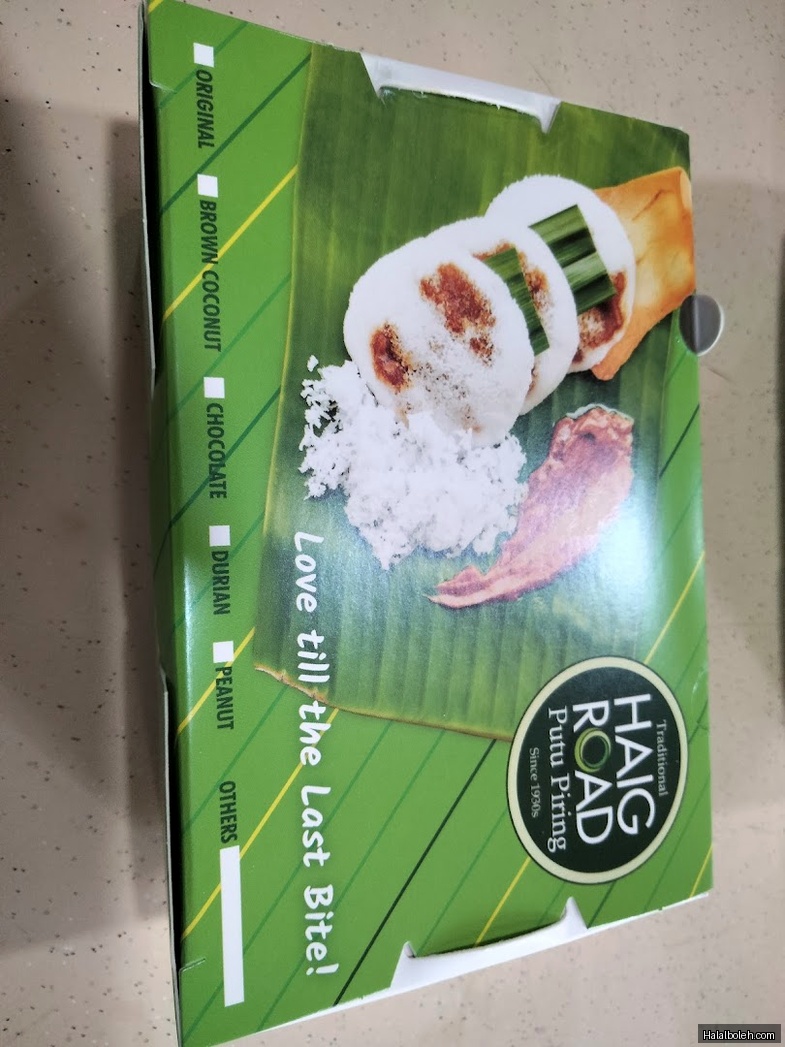 Traditional
HAIG
ROAD
Putu Piring
Since 1930s
Love till the Last Bite!
ORIGINAL
BROWN COCONUT
CHOCOLATE
DURIAN
PEANUT
OTHERS
Halalboleh.com